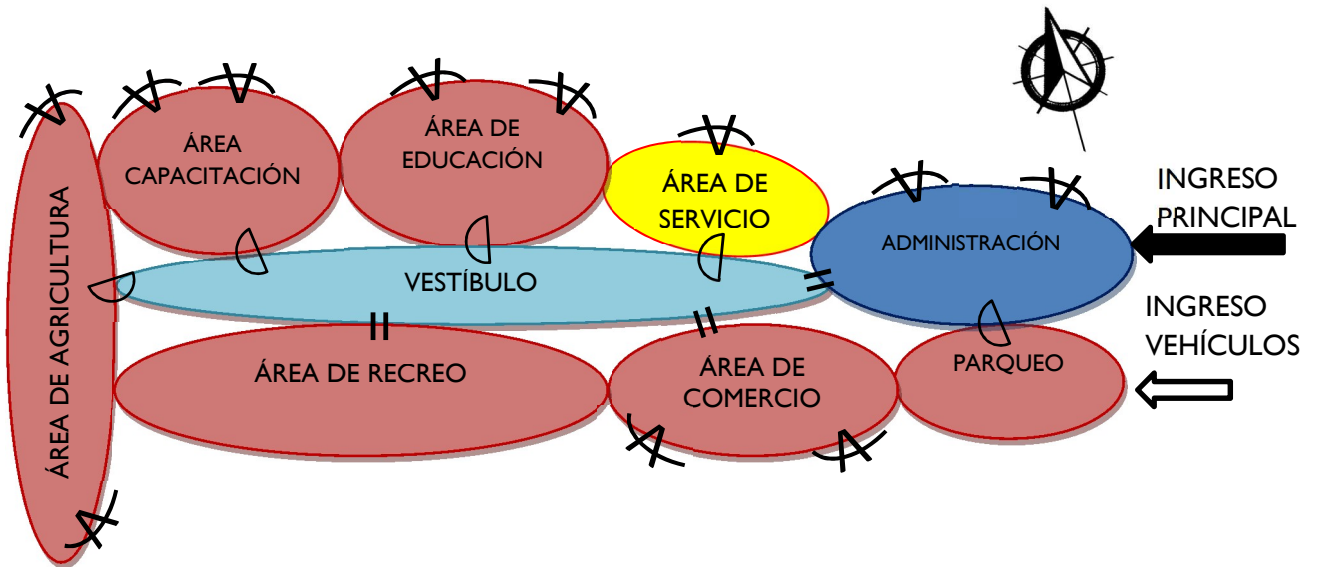 ÁREA
CAPACITACIÓN
ÁREA DE
EDUCACIÓN
ÁREA DE
SERVICIO
ADMINISTRACIÓN
INGRESO
PRINCIPAL
ÁREA DE AGRICULTURA
VESTÍBULO
INGRESO
VEHÍCULOS
ÁREA DE RECREO
ÁREA DE
COMERCIO
PARQUEO